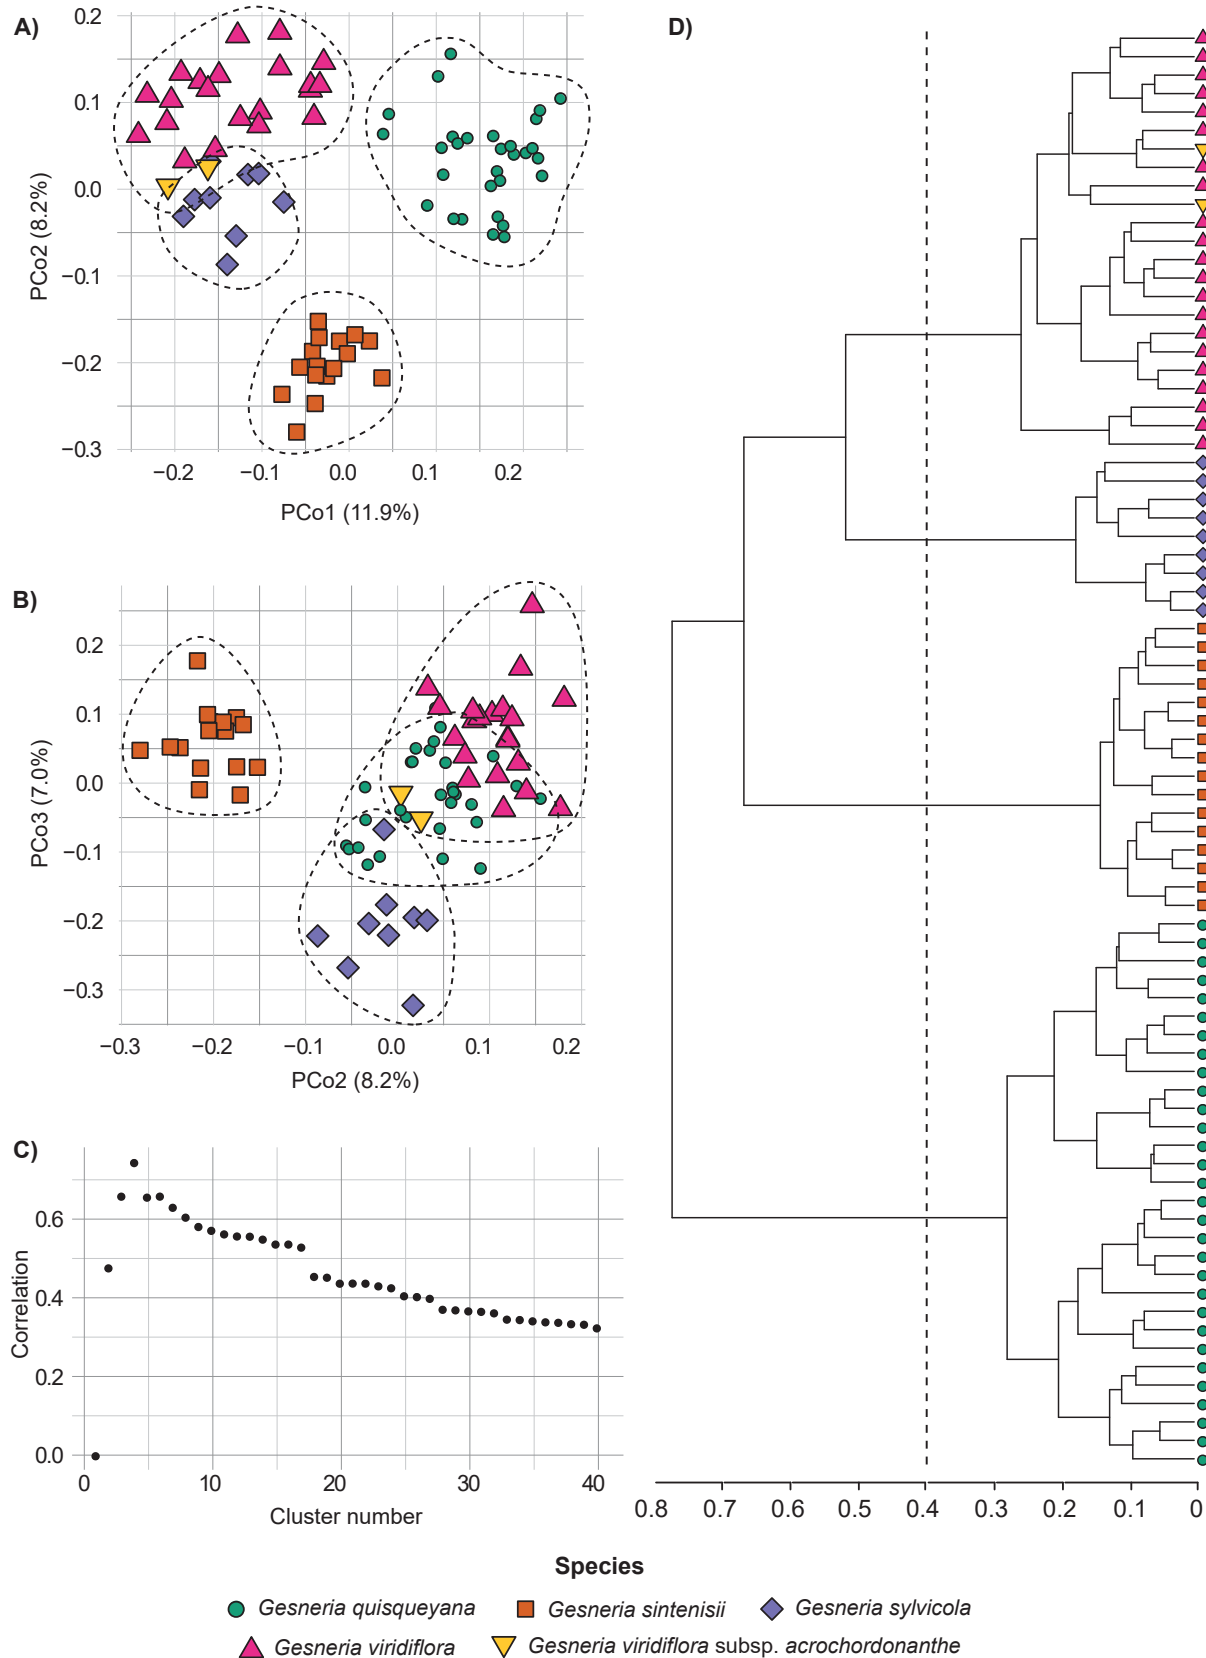 A)
0.2
0.1
0.0
−0.1
−0.2
−0.3
PCo2 (8.2%)
−0.2 −0.1 0.0 0.1 0.2
PCo1 (11.9%)
B)
0.2
0.1
0.0
−0.1
−0.2
−0.3
PCo3 (7.0%)
−0.3 −0.2 −0.1 0.0 0.1 0.2
PCo2 (8.2%)
C)
0.6
0.4
0.2
0.0
Correlation
0 10 20 30 40
Cluster number
D)
0.8 0.7 0.6 0.5 0.4 0.3 0.2 0.1 0
Species
Gesneria quisqueyana Gesneria sintenisii Gesneria sylvicola
Gesneria viridiflora Gesneria viridiflora subsp. acrochordonanthe